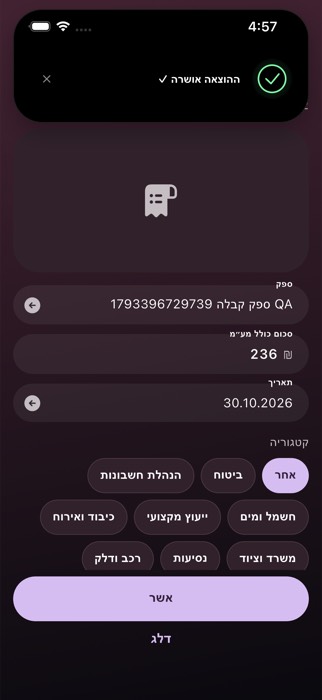 4:57
ההוצאה אושרה ✓
ספק
QA ספק קבלה 1793396729739
סכום כולל מע״מ
₪ 236
תאריך
30.10.2026
קטגוריה
אחר
ביטוח
הנהלת חשבונות
חשמל ומים
ייעוץ מקצועי
כיבוד ואירוח
משרד וציוד
נסיעות
רכב ודלק
אשר
דלג